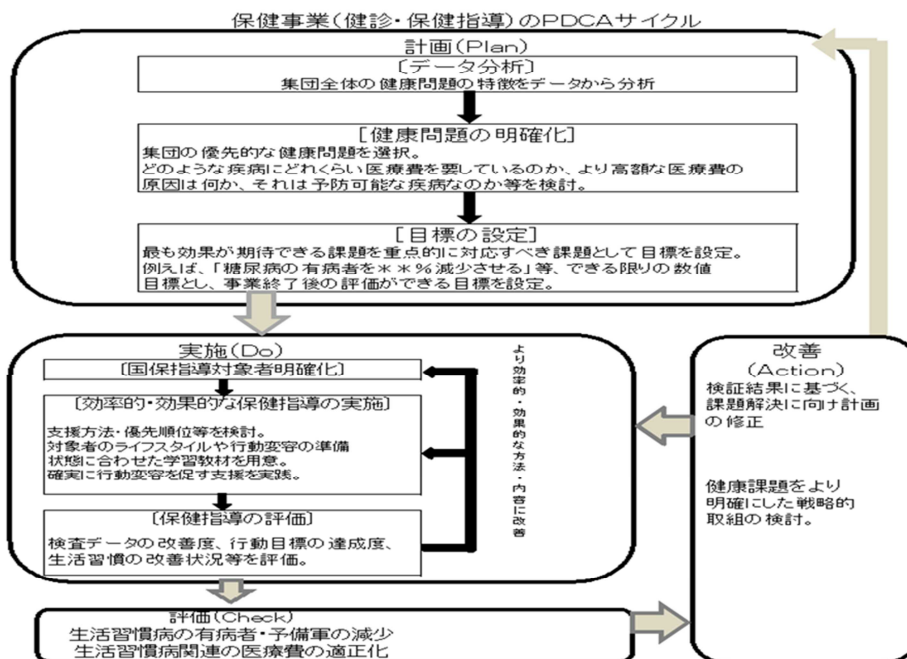 保健事業(健診・保健指導)のPDCAサイクル
計画(Plan)
[データ分析]
集団全体の健康問題の特徴をデータから分析
[健康問題の明確化]
集団の優先的な健康問題を選択。
どのような疾病にどれくらい医療費を要しているのか、より高額な医療費の
原因は何か、それは予防可能な疾病なのか等を検討。
[目標の設定]
最も効果が期待できる課題を重点的に対応すべき課題として目標を設定。
例えば、「糖尿病の有病者を**%減少させる」等、できる限りの数値
目標とし、事業終了後の評価ができる目標を設定。
実施(Do)
[国保指導対象者明確化]
[効率的・効果的な保健指導の実施]
支援方法・優先順位等を検討。
対象者のライフスタイルや行動変容の準備
状態に合わせた学習教材を用意。
確実に行動変容を促す支援を実践。
[保健指導の評価]
検査データの改善度、行動目標の達成度、
生活習慣の改善状況等を評価。
より効率的・効果的な方法・内容に改善
評価(Check)
生活習慣病の有病者・予備軍の減少
生活習慣病関連の医療費の適正化
改善
(Action)
検証結果に基づく、
課題解決に向け計画
の修正
健康課題をより
明確にした戦略的
取組の検討。